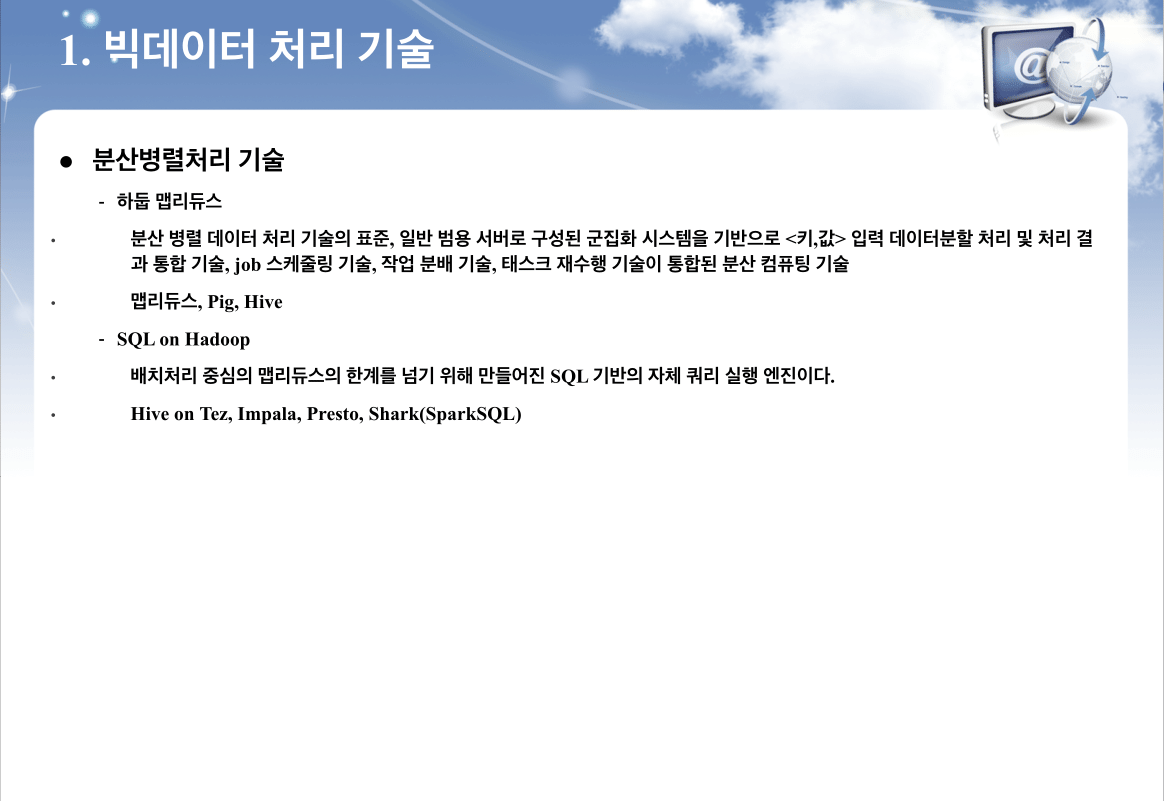 1. 빅데이터 처리 기술
● 분산병렬처리 기술
- 하둡 맵리듀스
• 분산 병렬 데이터 처리 기술의 표준, 일반 범용 서버로 구성된 군집화 시스템을 기반으로 <키,값> 입력 데이터분할 처리 및 처리 결
과 통합 기술, job 스케줄링 기술, 작업 분배 기술, 태스크 재수행 기술이 통합된 분산 컴퓨팅 기술
• 맵리듀스, Pig, Hive
- SQL on Hadoop
• 배치처리 중심의 맵리듀스의 한계를 넘기 위해 만들어진 SQL 기반의 자체 쿼리 실행 엔진이다.
• Hive on Tez, Impala, Presto, Shark(SparkSQL)